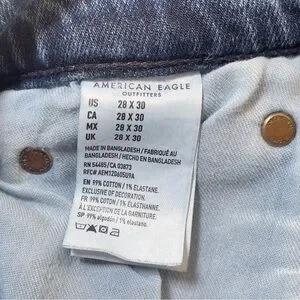 AMERICAN EAGLE
OUTFITTERS
US 28 X 30
CA 28 X 30
MX 28 X 30
UK 28 X 30
MADE IN BANGLADESH / FABRIQUÉ AU
BANGLADESH / HECHO EN BANGLADESH
RN 54485/CA 03873
RFC# AEM120605U9A
EN 99% COTTON / 1% ELASTANE.
EXCLUSIVE OF DECORATION.
FR 99% COTON / 1% ÉLASTHANNE.
À L'EXCEPTION DE LA GARNITURE.
SP 99% algodón / 1% elastano.